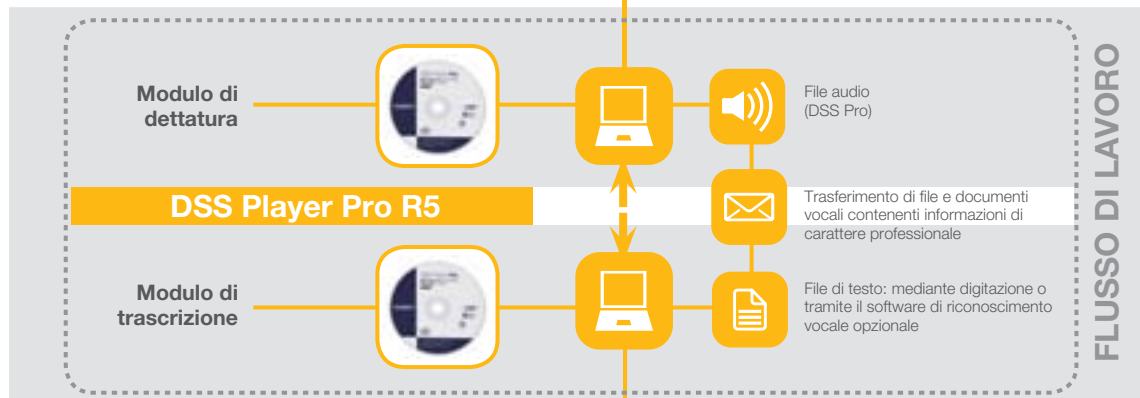 Modulo di
dettatura
File audio
(DSS Pro)
DSS Player Pro R5
Trasferimento di file e documenti
vocali contenenti informazioni di
carattere professionale
Modulo di
trascrizione
File di testo: mediante digitazione o
tramite il software di riconoscimento
vocale opzionale
FLUSSO DI LAVORO